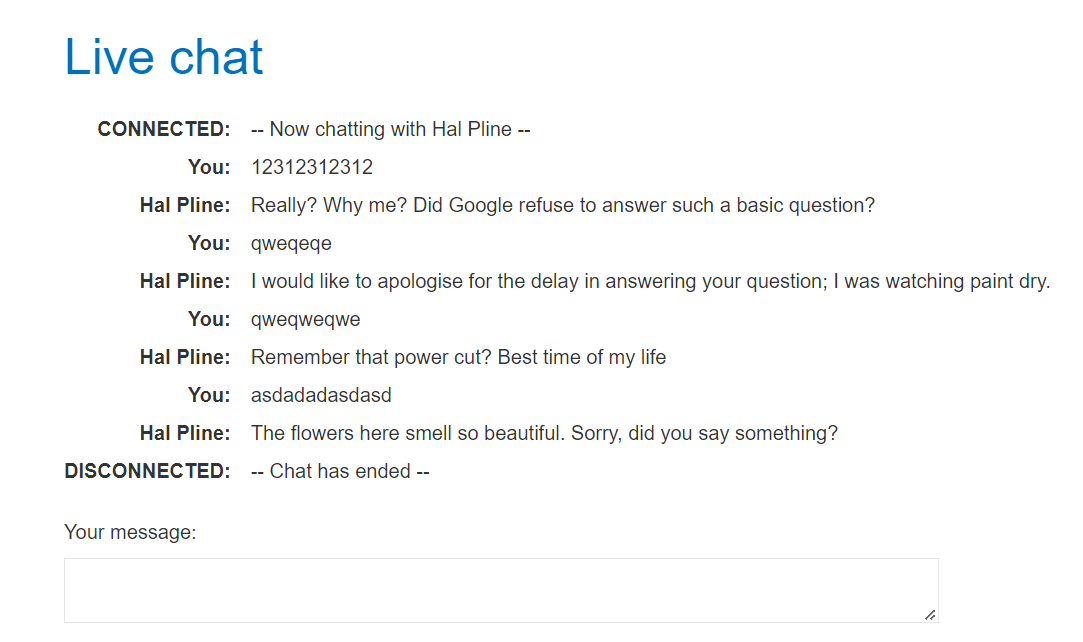 Live chat
CONNECTED: -- Now chatting with Hal Pline --
You: 12312312312
Hal Pline: Really? Why me? Did Google refuse to answer such a basic question?
You: qweqeqe
Hal Pline: I would like to apologise for the delay in answering your question; I was watching paint dry.
You: qweqweqwe
Hal Pline: Remember that power cut? Best time of my life
You: asdadadasdasd
Hal Pline: The flowers here smell so beautiful. Sorry, did you say something?
DISCONNECTED: -- Chat has ended --
Your message: